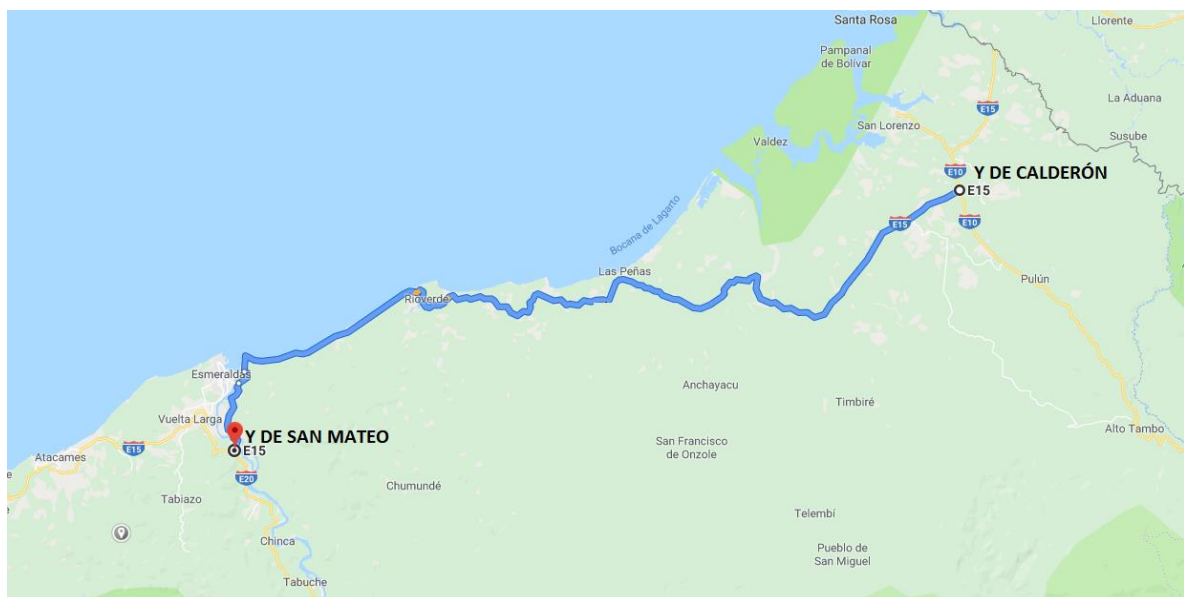 Santa Rosa
Llorente
Pampanal
de Bolívar
La Aduana
E15
San Lorenzo
Susube
Valdez
E10
Y DE CALDERÓN
E15
E15
E10
Bocana de Lagarto
Las Peñas
Pulún
Rioverde
Esmeraldas
Anchayacu
Timbiré
Vuelta Larga
Alto Tambo
Y DE SAN MATEO
E15
E15
San Francisco
de Onzole
Atacames
E20
Chumundé
Tabiazo
Telembí
Chinca
Pueblo de
San Miguel
Tabuche